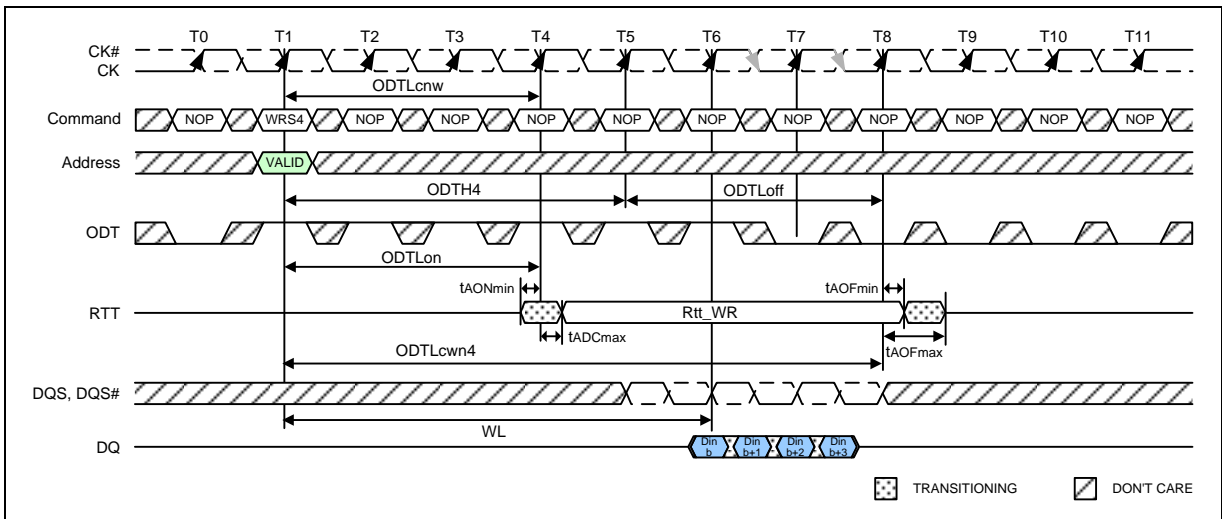 T0 T1 T2 T3 T4 T5 T6 T7 T8 T9 T10 T11
CK#
CK
ODTLcnw
Command NOP WRS4 NOP NOP NOP NOP NOP NOP NOP NOP NOP NOP
Address VALID
ODTH4 ODTLoff
ODT
ODTLon
tAONmin tAOFmin
RTT Rtt_WR
tADCmax
tAOFmax
ODTLcwn4
DQS, DQS#
WL
DQ Din b Din b+1 Din b+2 Din b+3
TRANSITIONING DON'T CARE